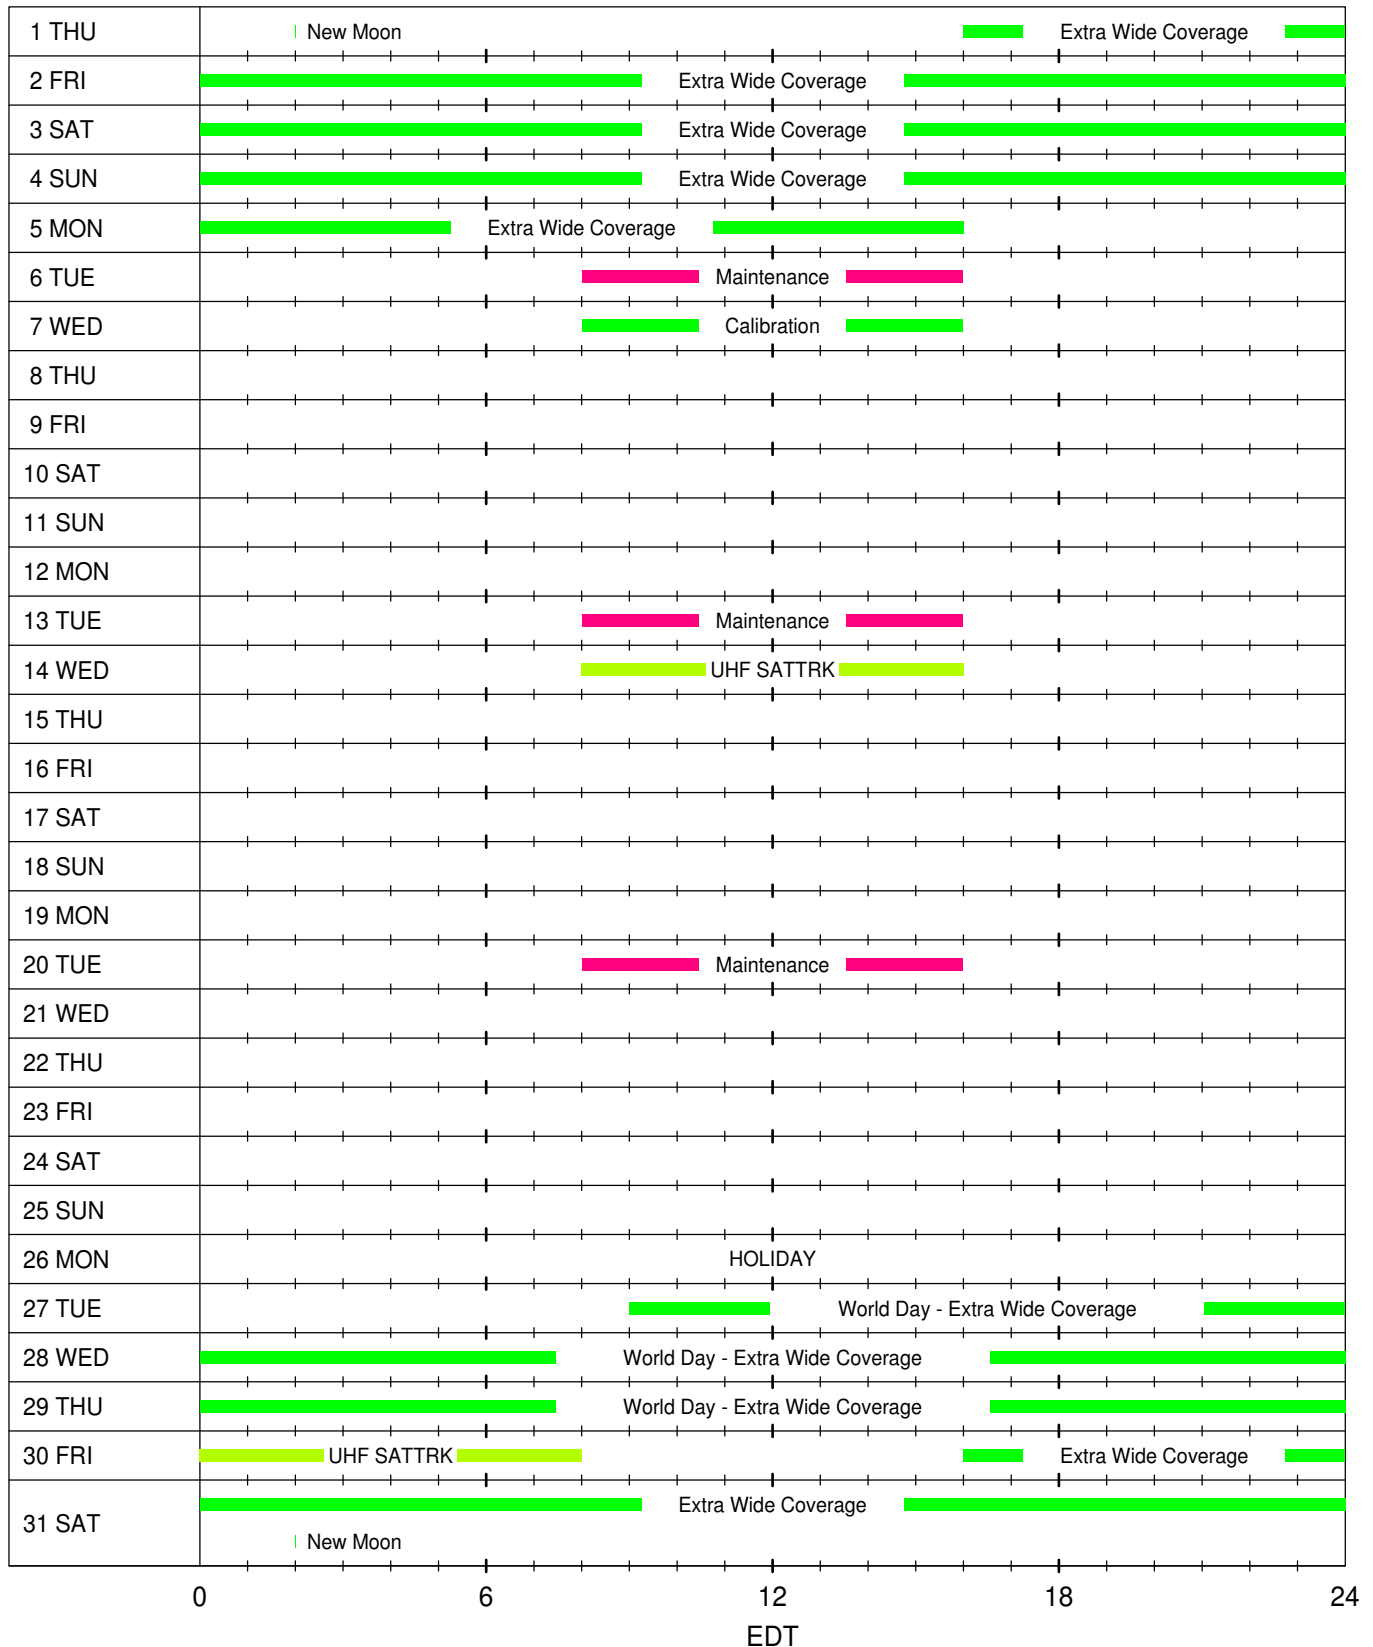 1 THU New Moon Extra Wide Coverage
2 FRI Extra Wide Coverage
3 SAT Extra Wide Coverage
4 SUN Extra Wide Coverage
5 MON Extra Wide Coverage
6 TUE Maintenance
7 WED Calibration
8 THU
9 FRI
10 SAT
11 SUN
12 MON
13 TUE Maintenance
14 WED UHF SATTRK
15 THU
16 FRI
17 SAT
18 SUN
19 MON
20 TUE Maintenance
21 WED
22 THU
23 FRI
24 SAT
25 SUN
26 MON HOLIDAY
27 TUE World Day - Extra Wide Coverage
28 WED World Day - Extra Wide Coverage
29 THU World Day - Extra Wide Coverage
30 FRI UHF SATTRK Extra Wide Coverage
31 SAT Extra Wide Coverage
New Moon
0 6 12 18 24
EDT